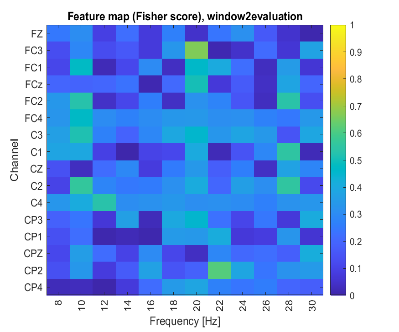 Feature map (Fisher score), window2evaluation
FZ
FC3
FC1
FCz
FC2
FC4
C3
C1
CZ
C2
C4
CP3
CP1
CPZ
CP2
CP4
Channel
8 10 12 14 16 18 20 22 24 26 28 30
Frequency [Hz]
1
0.9
0.8
0.7
0.6
0.5
0.4
0.3
0.2
0.1
0